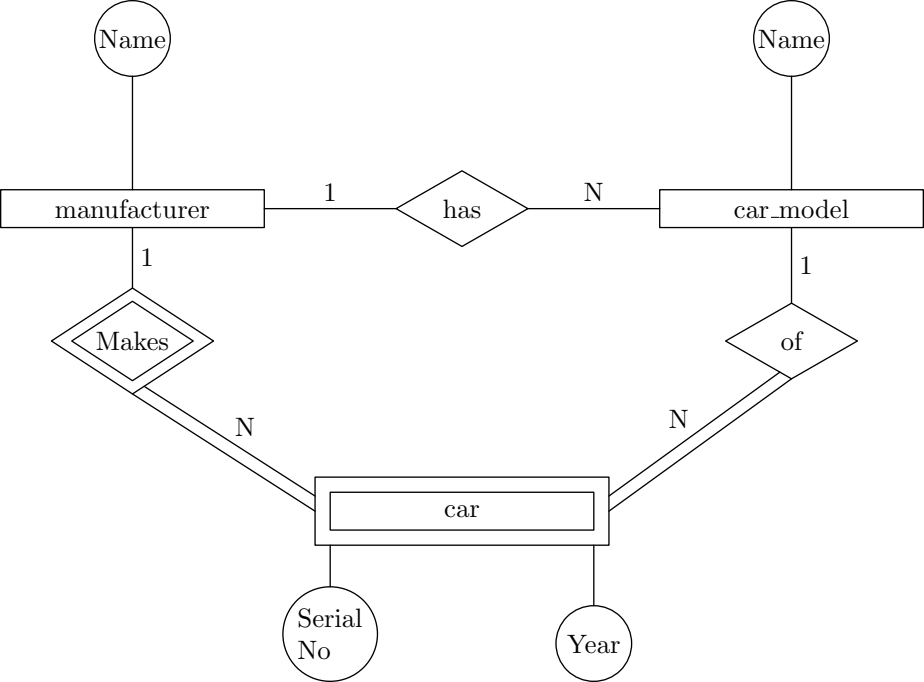 Name
Name
1
N
manufacturer
has
car_model
1
1
Makes
of
N
N
car
Serial
No
Year